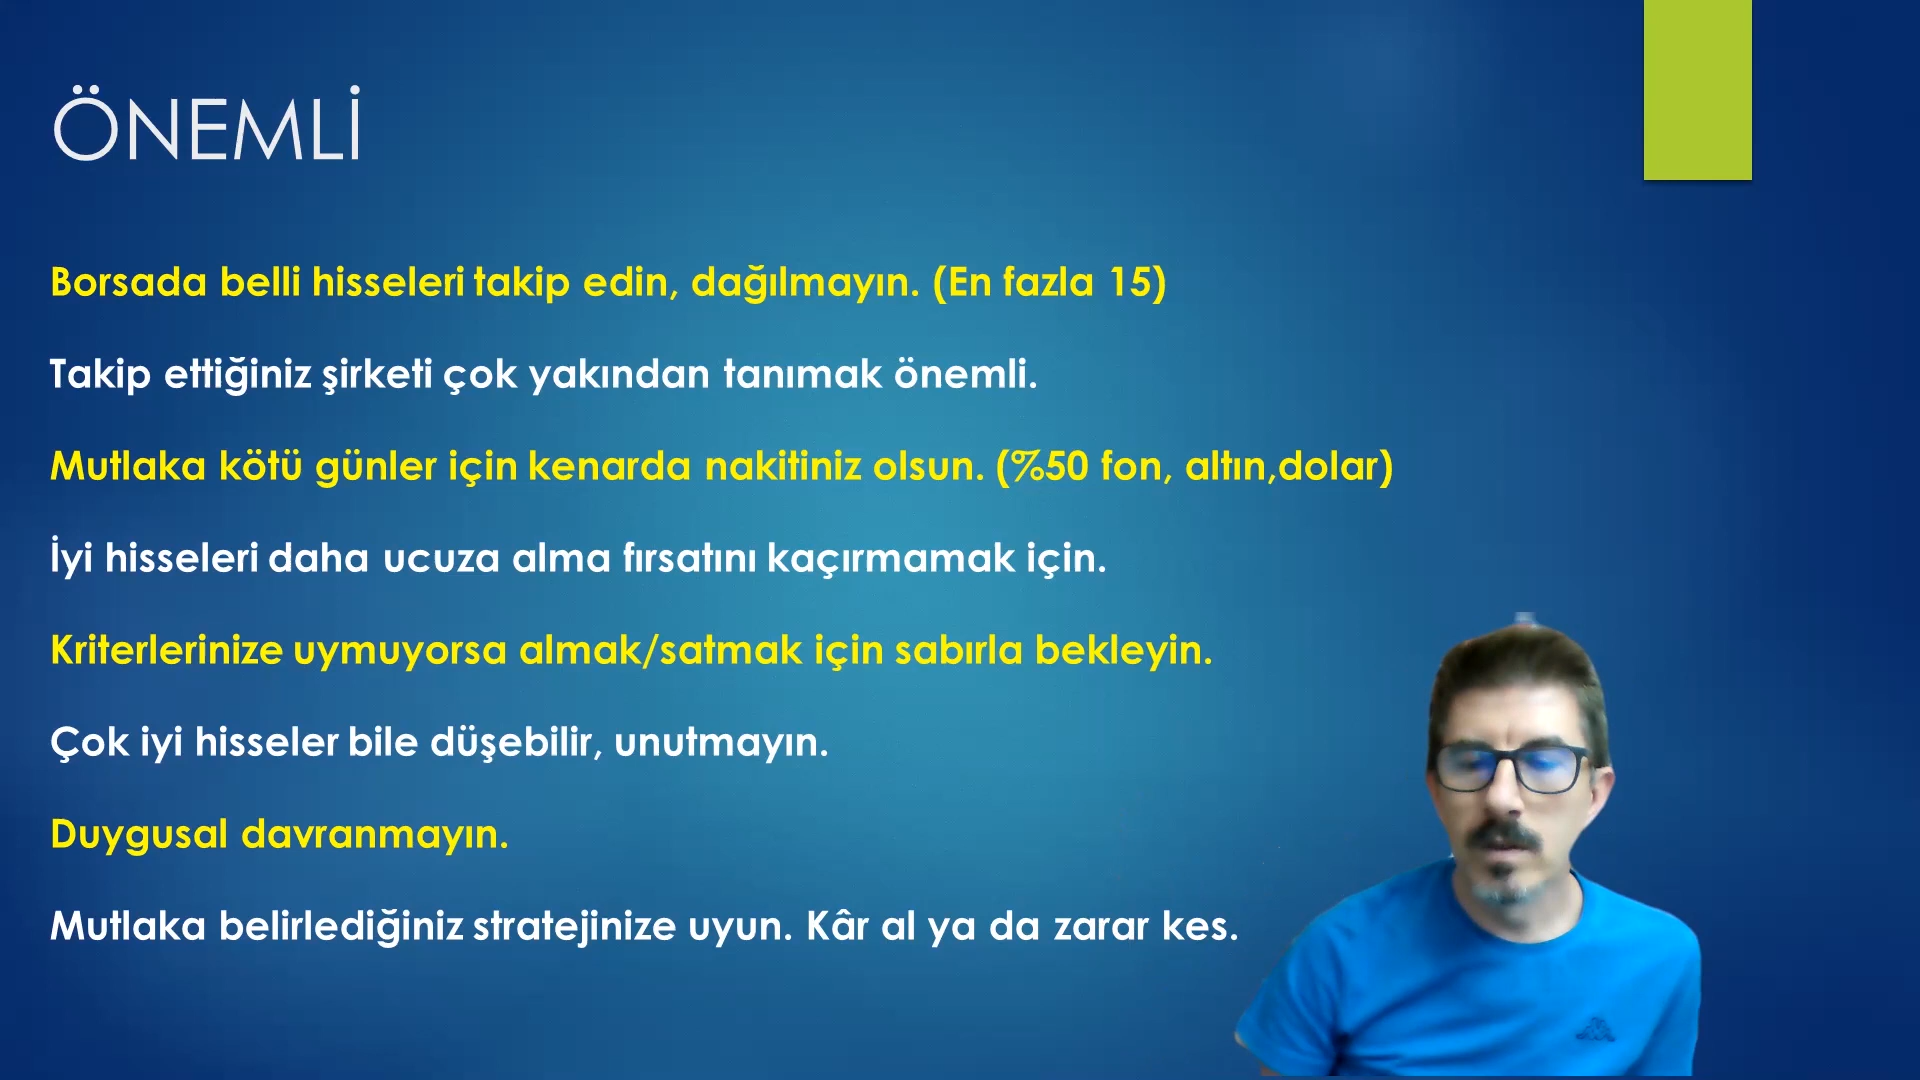 ÖNEMLİ
Borsada belli hisseleri takip edin, dağılmayın. (En fazla 15)
Takip ettiğiniz şirketi çok yakından tanımak önemli.
Mutlaka kötü günler için kenarda nakitiniz olsun. (%50 fon, altın,dolar)
İyi hisseleri daha ucuza alma fırsatını kaçırmamak için.
Kriterlerinize uymuyorsa almak/satmak için sabırla bekleyin.
Çok iyi hisseler bile düşebilir, unutmayın.
Duygusal davranmayın.
Mutlaka belirlediğiniz stratejinize uyun. Kâr al ya da zarar kes.